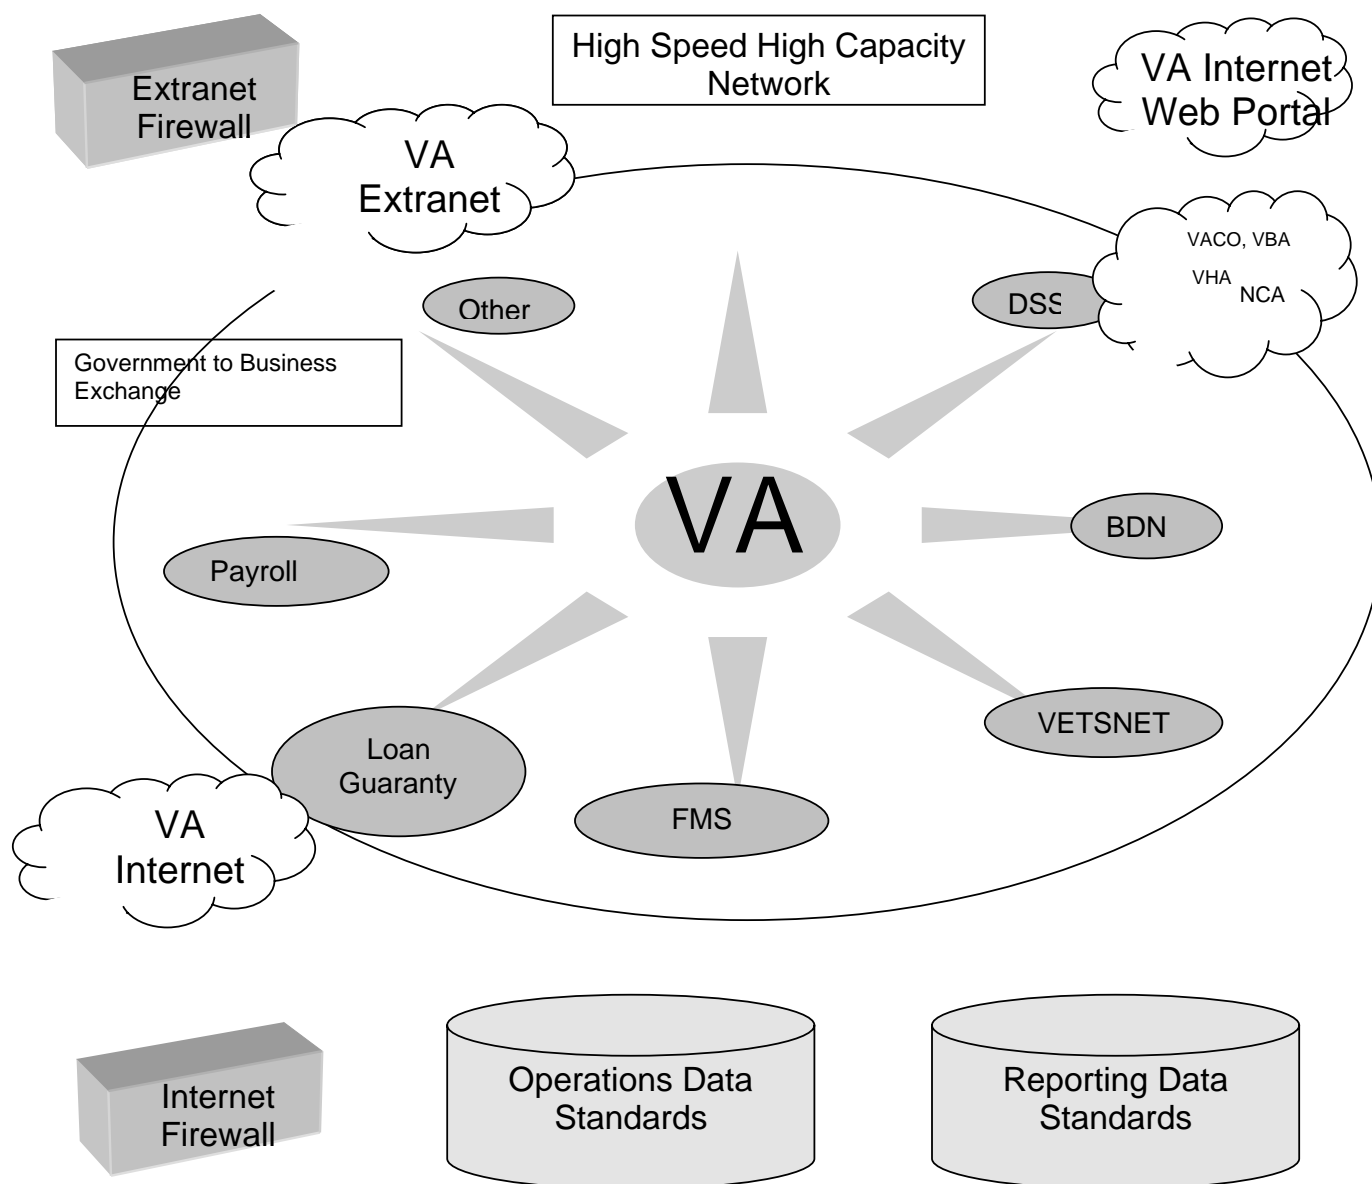 High Speed High Capacity
Network
Extranet
Firewall
VA Internet
Web Portal
VA
Extranet
VACO, VBA
VHA
NCA
Other
DSS
Government to Business
Exchange
VA
BDN
Payroll
VETSNET
Loan
Guaranty
FMS
VA
Internet
Internet
Firewall
Operations Data
Standards
Reporting Data
Standards